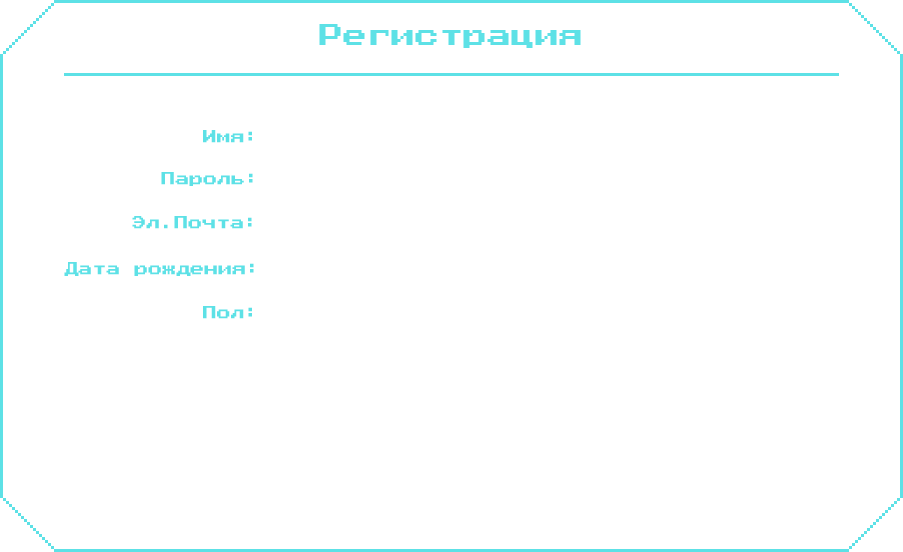 Регистрация
Имя:
Пароль:
Эл.Почта:
Дата рождения:
Пол: